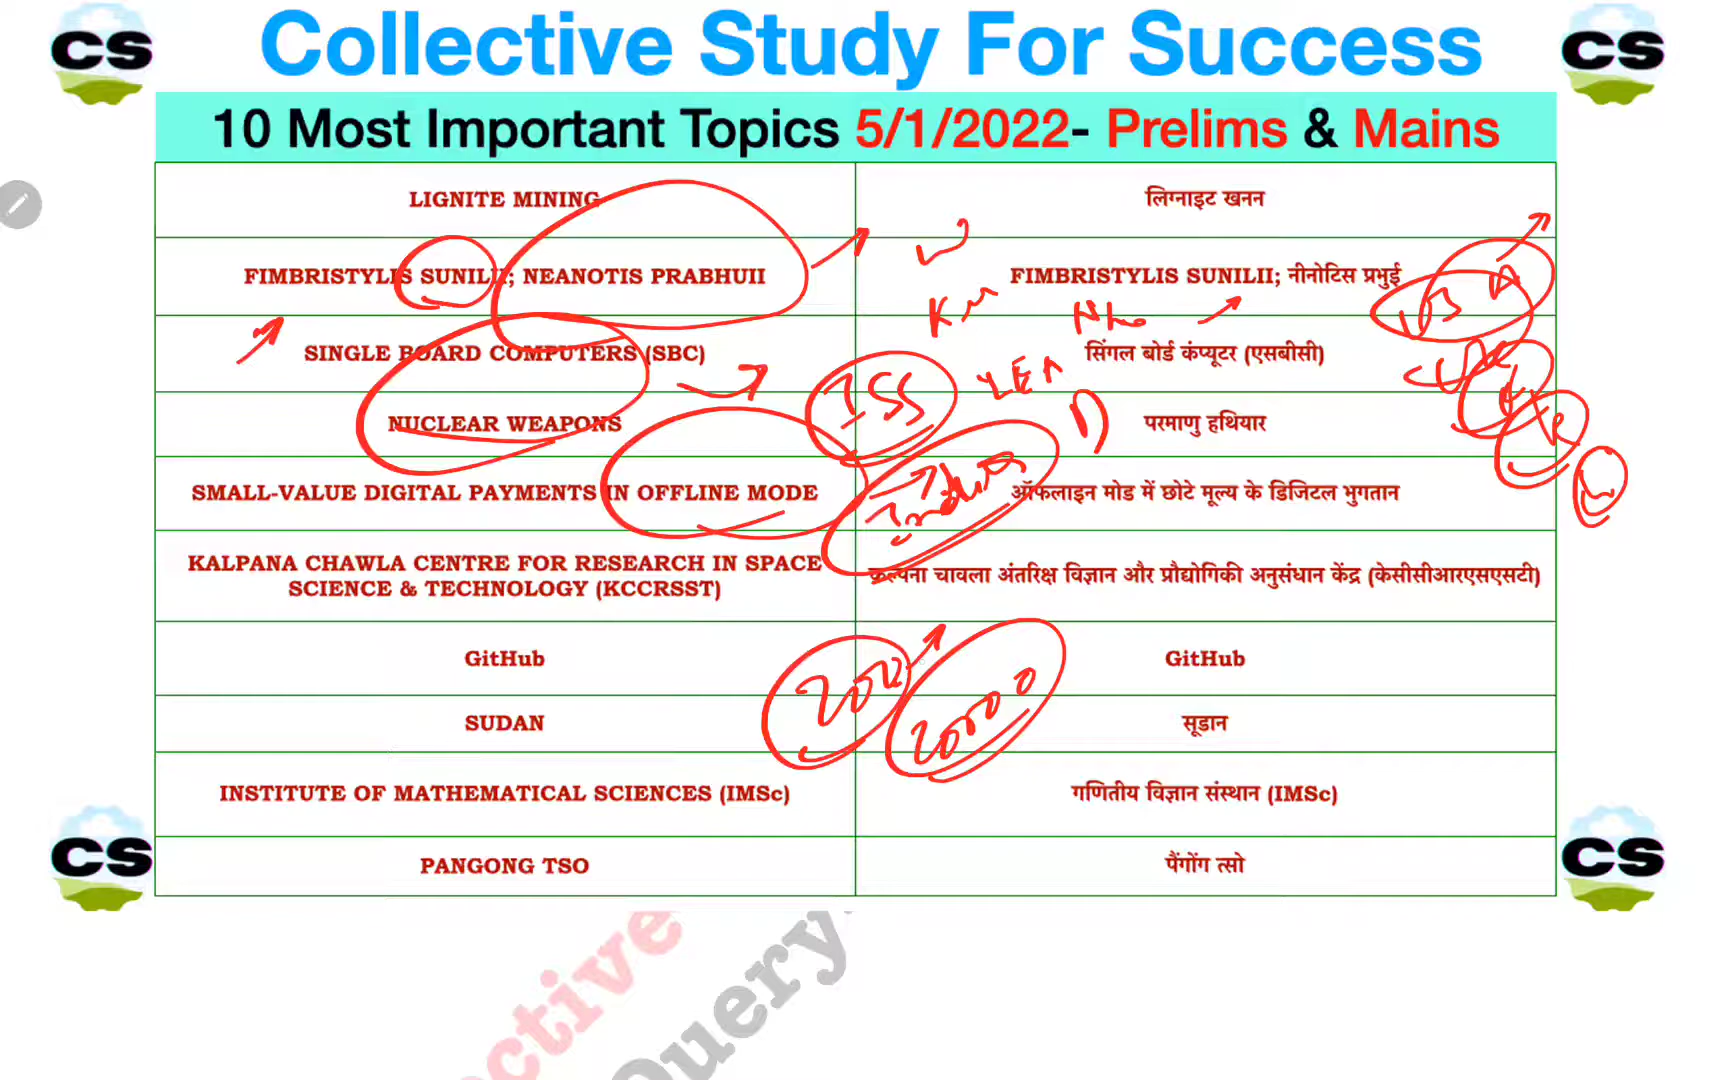 CS
Collective Study For Success
CS
10 Most Important Topics 5/1/2022- Prelims & Mains
LIGNITE MINING
लिग्नाइट खनन
FIMBRISTYLIS SUNILII; NEANOTIS PRABHUII
FIMBRISTYLIS SUNILII; नीनोटिस प्रभुई
SINGLE BOARD COMPUTERS (SBC)
सिंगल बोर्ड कंप्यूटर (एसबीसी)
NUCLEAR WEAPONS
परमाणु हथियार
ISS
SMALL-VALUE DIGITAL PAYMENTS IN OFFLINE MODE
ऑफलाइन मोड में छोटे मूल्य के डिजिटल भुगतान
KALPANA CHAWLA CENTRE FOR RESEARCH IN SPACE
SCIENCE & TECHNOLOGY (KCCRSST)
कल्पना चावला अंतरिक्ष विज्ञान और प्रौद्योगिकी अनुसंधान केंद्र (केसीसीआरएसएसटी)
GitHub
GitHub
SUDAN
सूडान
INSTITUTE OF MATHEMATICAL SCIENCES (IMSc)
गणितीय विज्ञान संस्थान (IMSc)
PANGONG TSO
पैंगोंग त्सो
CS
CS
ctive
Query